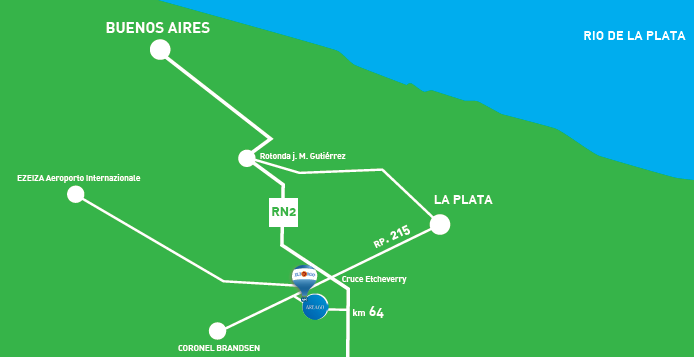 BUENOS AIRES
RIO DE LA PLATA
Rotonda j. M. Gutiérrez
EZEIZA Aeroporto Internazionale
LA PLATA
RN2
RP. 215
Cruce Etcheverry
km 64
CORONEL BRANDSEN